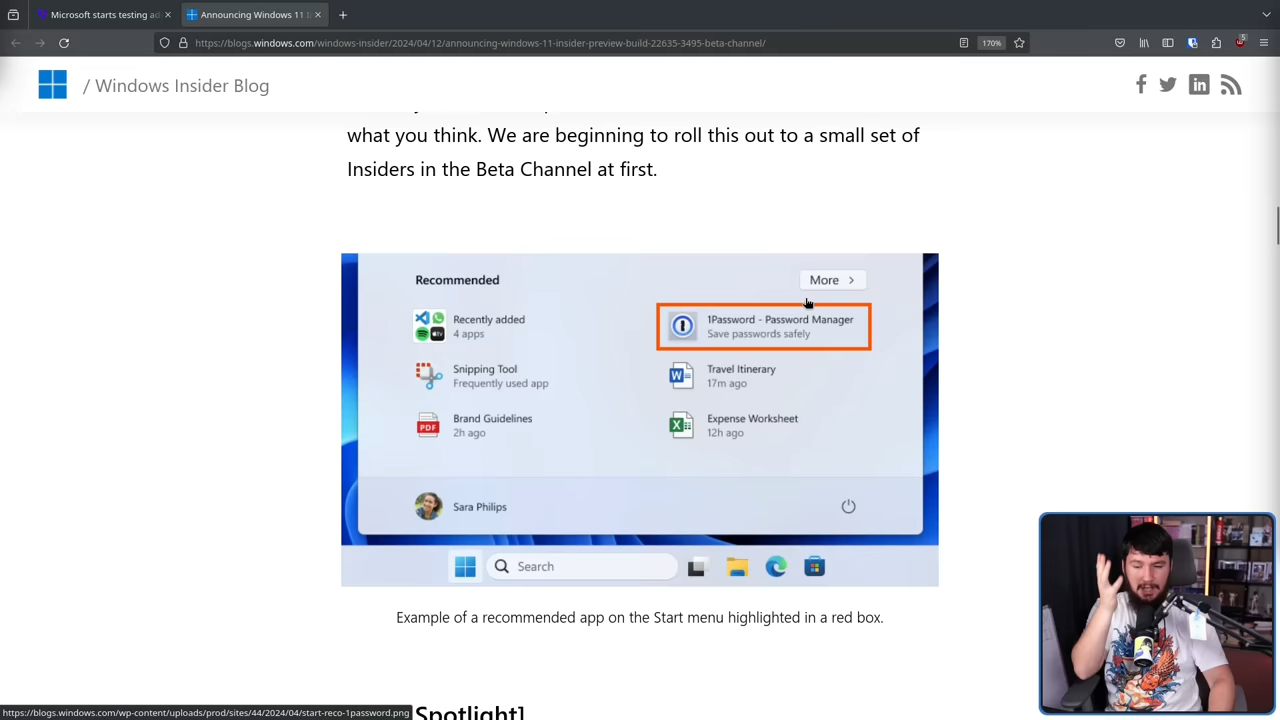 Microsoft starts testing ad
Announcing Windows 11 I
https://blogs.windows.com/windows-insider/2024/04/12/announcing-windows-11-insider-preview-build-22635-3495-beta-channel/
170%
5
/ Windows Insider Blog
what you think. We are beginning to roll this out to a small set of
Insiders in the Beta Channel at first.
Recommended
More >
Recently added
4 apps
1Password - Password Manager
Save passwords safely
Snipping Tool
Frequently used app
Travel Itinerary
17m ago
PDF
Brand Guidelines
2h ago
Expense Worksheet
12h ago
Sara Philips
Search
Example of a recommended app on the Start menu highlighted in a red box.
https://blogs.windows.com/wp-content/uploads/prod/sites/44/2024/04/start-reco-1password.png
Spotlight]